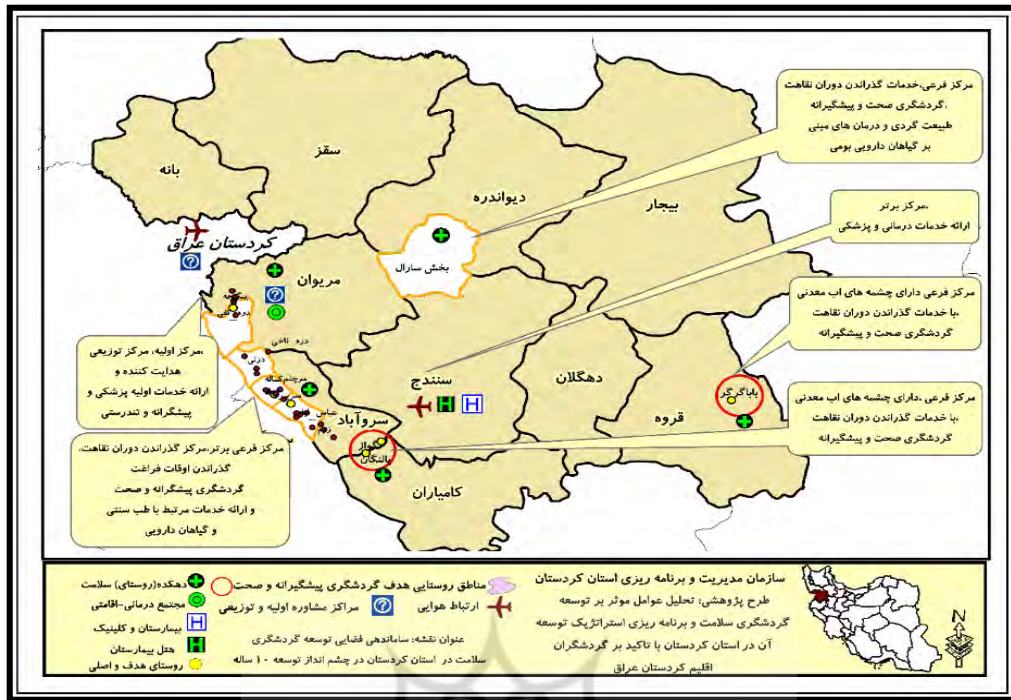 مرکز فرعی،خدمات گذراندن دوران نقاهت
،گردشگری صحت و پیشگیرانه
طبیعت گردی و درمان های مبنی
بر گیاهان دارویی بومی
سقز
بانه
دیواندره
بیجار
،مرکز برتر
ارائه خدمات درمانی و پزشکی
کردستان عراق
بخش سارال
مریوان
مرکز فرعی دارای چشمه های اب معدنی
،با خدمات گذراندن دوران نقاهت
گردشگری صحت و پیشگیرانه
دره ناخی
دزلی
،مرکز اولیه، مرکز توزیعی
هدایت کننده و
ارائه خدمات اولیه پزشکی و
پیشگرانه و تندرستی
سنندج
دهگلان
باباگرگر
قروه
مرکز فرعی ،دارای چشمه های اب معدنی
،با خدمات گذراندن دوران نقاهت
گردشگری صحت و پیشگیرانه
سروآباد
پالنگان
کامیاران
مرکز فرعی برتر،مرکز گذراندن دوران نقاهت،
گذراندن اوقات فراغت
گردشگری پیشگرانه و صحت
و ارائه خدمات مرتبط با طب سنتی
و گیاهان دارویی
سازمان مدیریت و برنامه ریزی استان کردستان
طرح پژوهشی: تحلیل عوامل موثر بر توسعه
گردشگری سلامت و برنامه ریزی استراتژیک توسعه
آن در استان کردستان با تاکید بر گردشگران
اقلیم کردستان عراق
مناطق روستایی هدف گردشگری پیشگیرانه و صحت
ارتباط هوایی
مراکز مشاوره اولیه و توزیعی
عنوان نقشه: ساماندهی فضایی توسعه گردشگری
سلامت در استان کردستان در چشم انداز توسعه ۱۰ ساله
دهکده(روستای) سلامت
مجتمع درمانی-اقامتی
بیمارستان و کلینیک
هتل بیمارستان
روستای هدف و اصلی
N